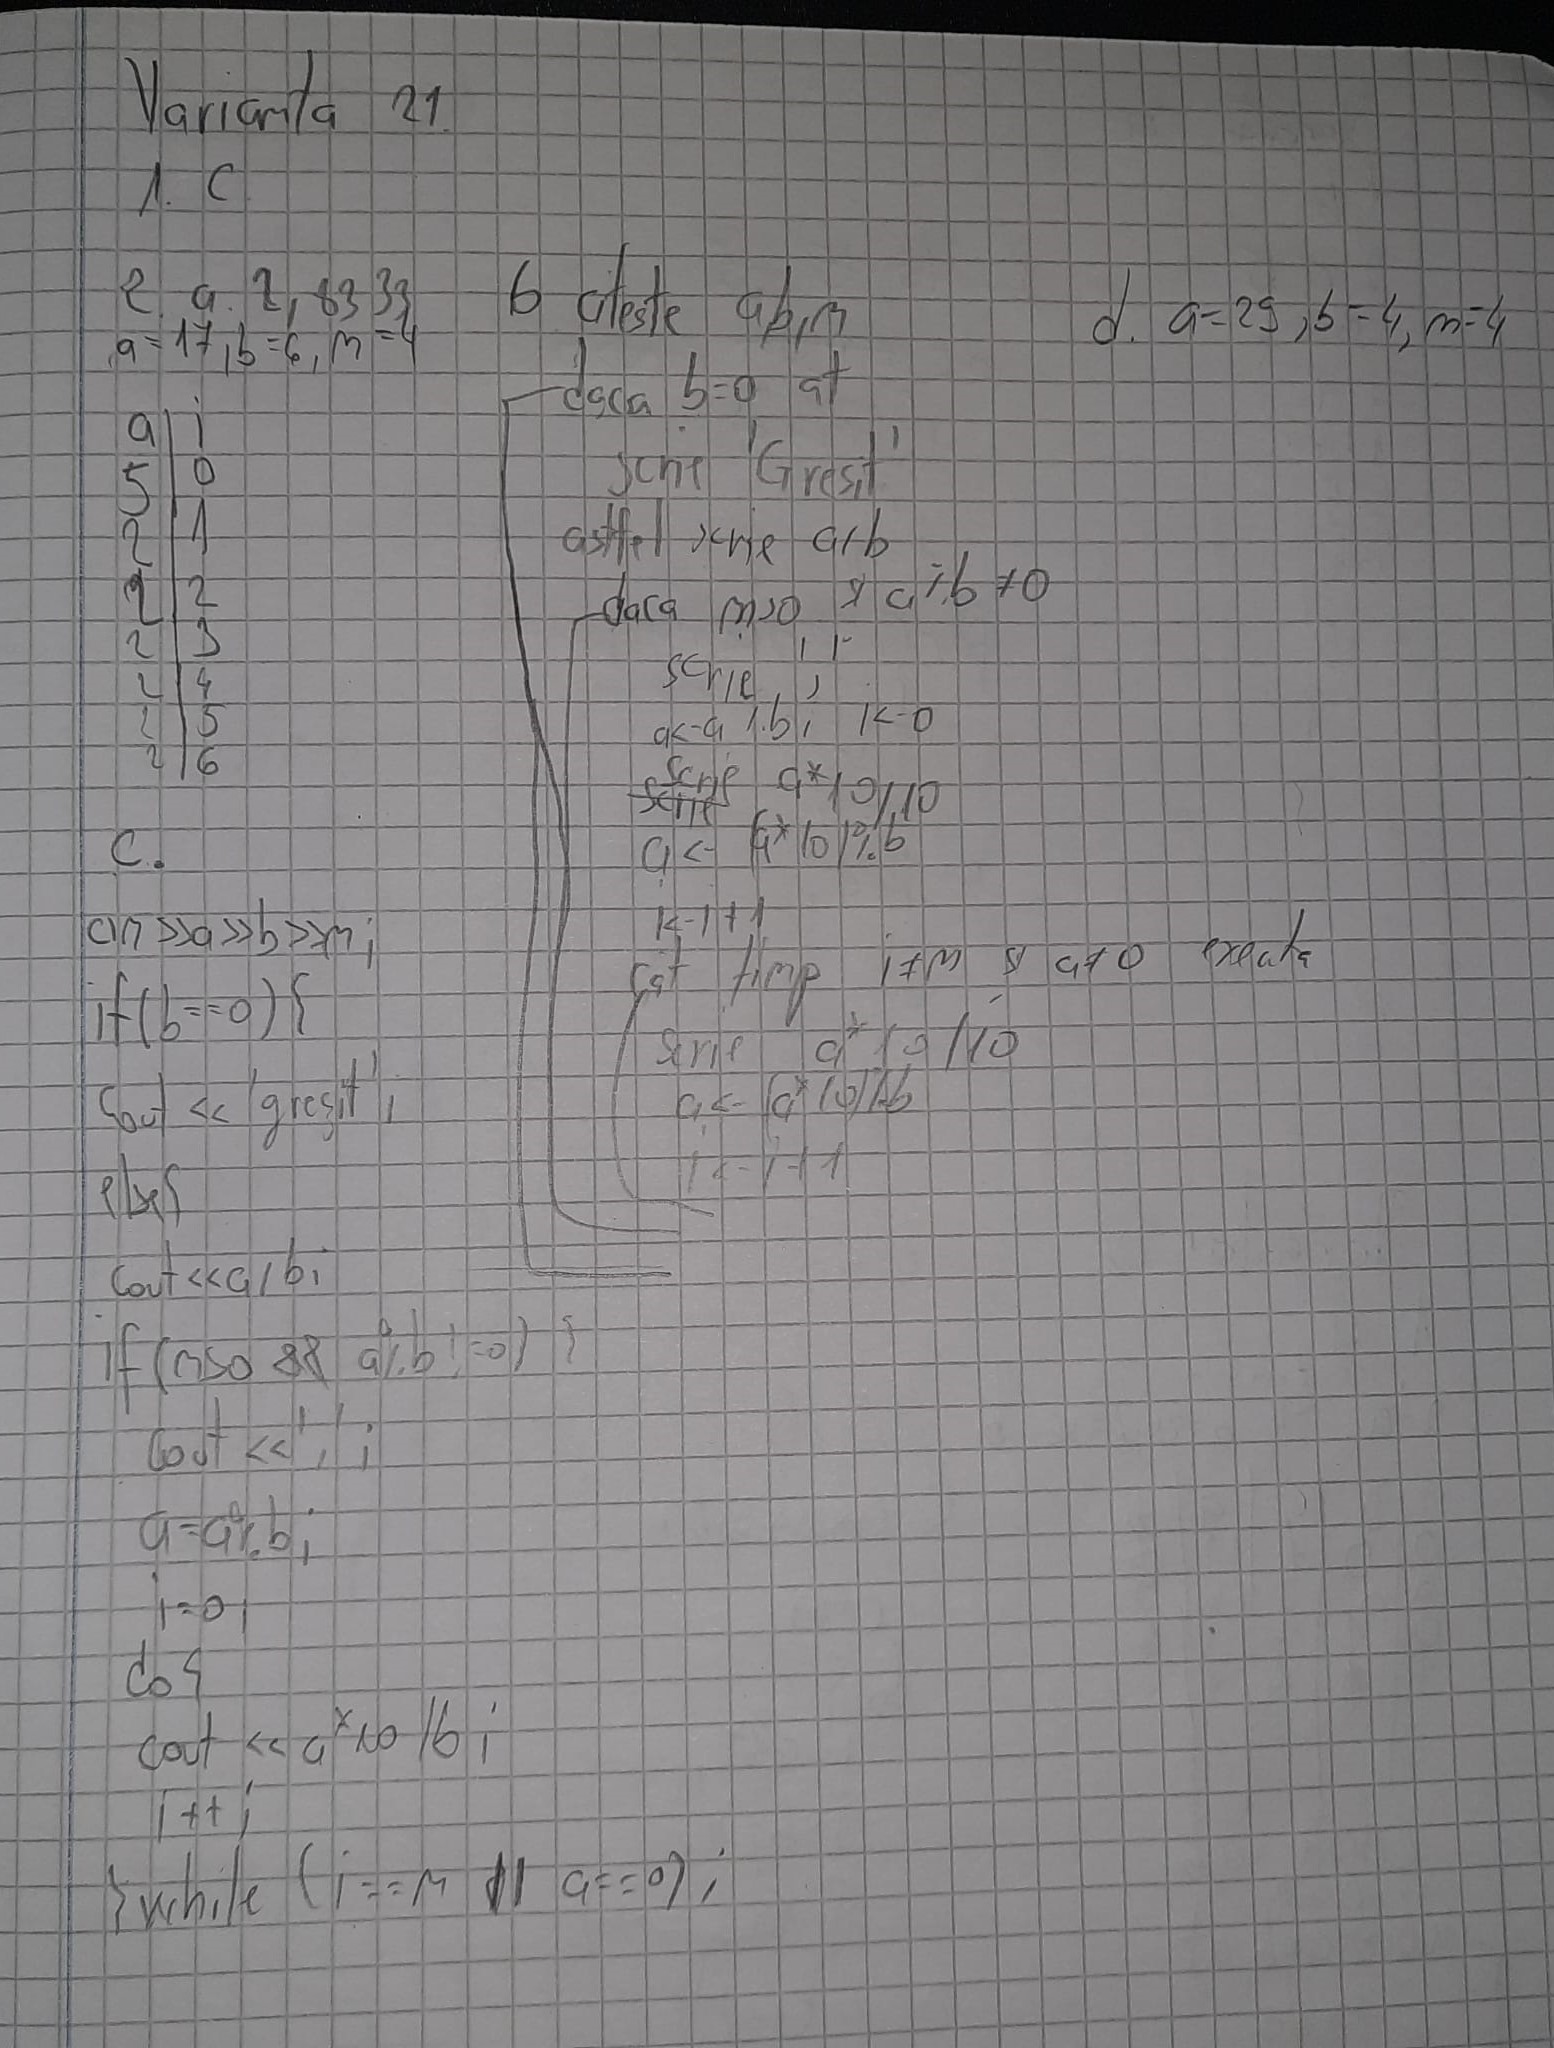 Varianta 21.
1. C
2. a. 2,8333
a=17, b=6, n=4
a | i
5 | 0
2 | 1
2 | 2
2 | 3
2 | 4
2 | 5
2 | 6
b citeste a,b,n
daca b=0 at
scrie 'Gresit'
astfel scrie a/b
daca n>0 si a%b≠0
scrie ','
a<-a%b; i<-0
scrie a*10/10
scrie
a<- (a*10)%b
i<-i+1
cat timp i≠n si a≠0 executa
scrie a*10/10
a<-(a*10)%b
i<-i+1
c.
cin>>a>>b>>n;
if(b==0){
cout << 'gresit';
else{
cout<<a/b;
if(n>0 && a%b!=0) {
cout <<',';
a=a%b;
i=0;
do{
cout << a*10/b;
i++;
}while (i==n || a==0);
d. a=29, b=4, n=4